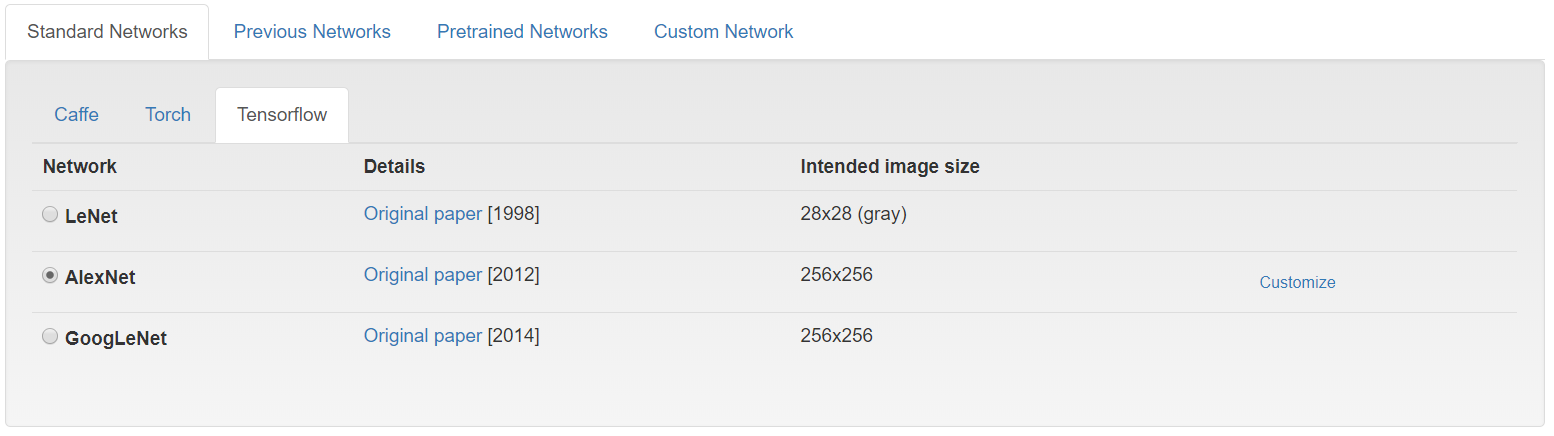 Standard Networks Previous Networks Pretrained Networks Custom Network
Caffe Torch Tensorflow
Network Details Intended image size
LeNet Original paper [1998] 28x28 (gray)
AlexNet Original paper [2012] 256x256 Customize
GoogLeNet Original paper [2014] 256x256